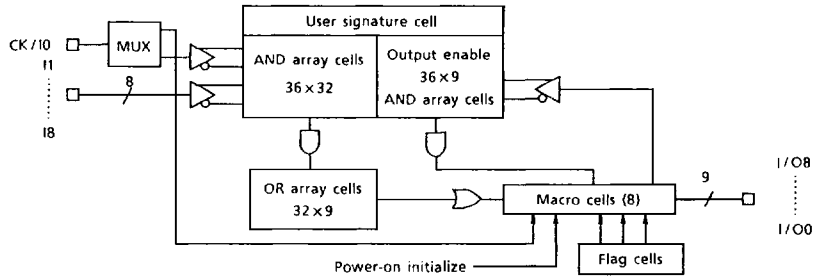 User signature cell
CK/I0
MUX
I1
I8
8
AND array cells
36×32
Output enable
36×9
AND array cells
OR array cells
32×9
Macro cells (8)
9
I/O8
I/O0
Flag cells
Power-on initialize